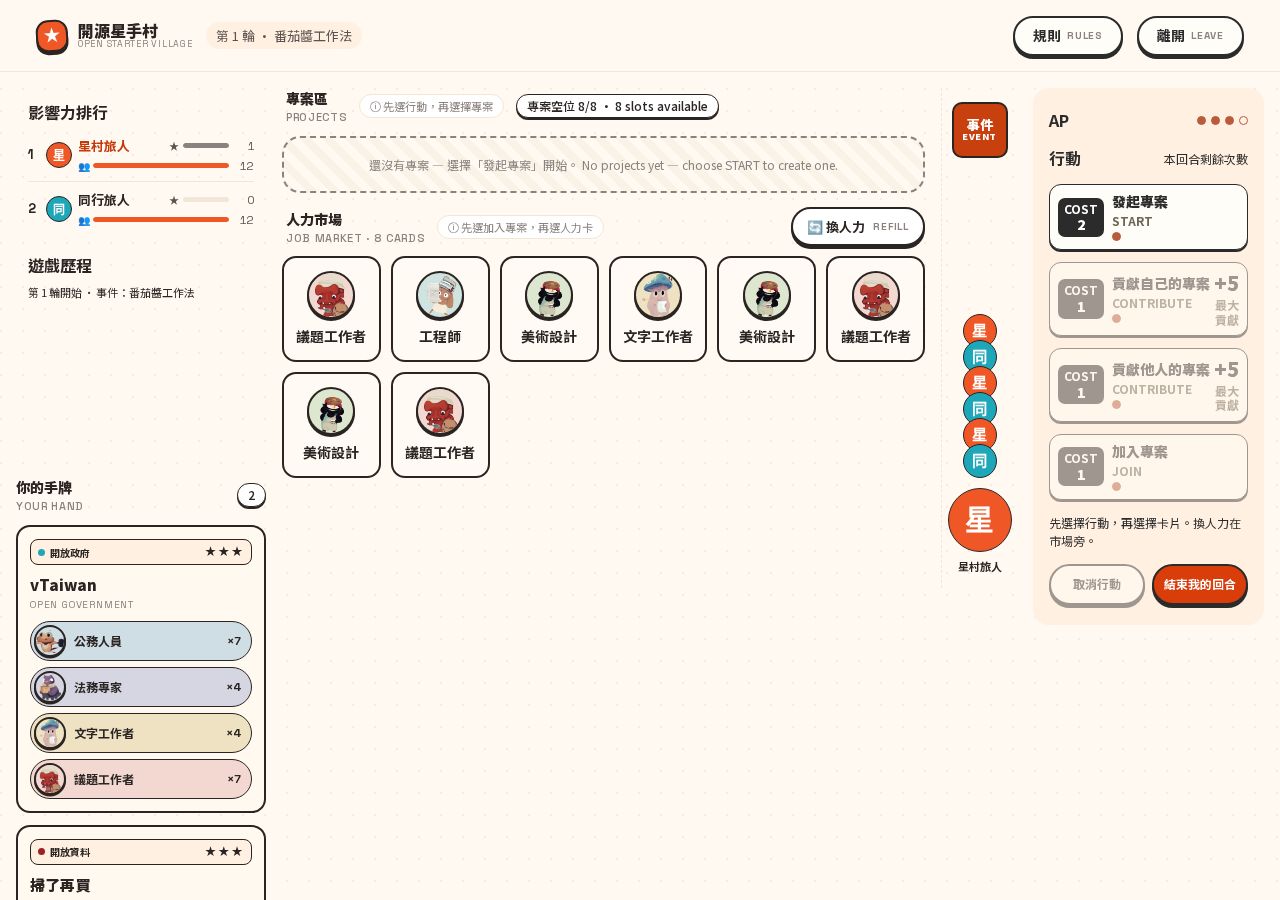 開源星手村
OPEN STARTER VILLAGE
第 1 輪 · 番茄醬工作法
規則 RULES
離開 LEAVE
影響力排行
1 星 星村旅人 ★ 1
12
2 同 同行旅人 ★ 0
12
遊戲歷程
第 1 輪開始 · 事件：番茄醬工作法
你的手牌
YOUR HAND
2
開放政府 ★★★
vTaiwan
OPEN GOVERNMENT
公務人員 ×7
法務專家 ×4
文字工作者 ×4
議題工作者 ×7
開放資料 ★★★
掃了再買
專案區
PROJECTS
ⓘ 先選行動，再選擇專案
專案空位 8/8 · 8 slots available
還沒有專案 — 選擇「發起專案」開始。 No projects yet — choose START to create one.
人力市場
JOB MARKET · 8 CARDS
ⓘ 先選加入專案，再選人力卡
換人力 REFILL
議題工作者
工程師
美術設計
文字工作者
美術設計
議題工作者
美術設計
議題工作者
事件
EVENT
星
同
星
同
星
同
星
星村旅人
AP
行動 本回合剩餘次數
COST 2
發起專案
START
COST 1
貢獻自己的專案
CONTRIBUTE
+5
最大
貢獻
COST 1
貢獻他人的專案
CONTRIBUTE
+5
最大
貢獻
COST 1
加入專案
JOIN
先選擇行動，再選擇卡片。換人力在
市場旁。
取消行動
結束我的回合